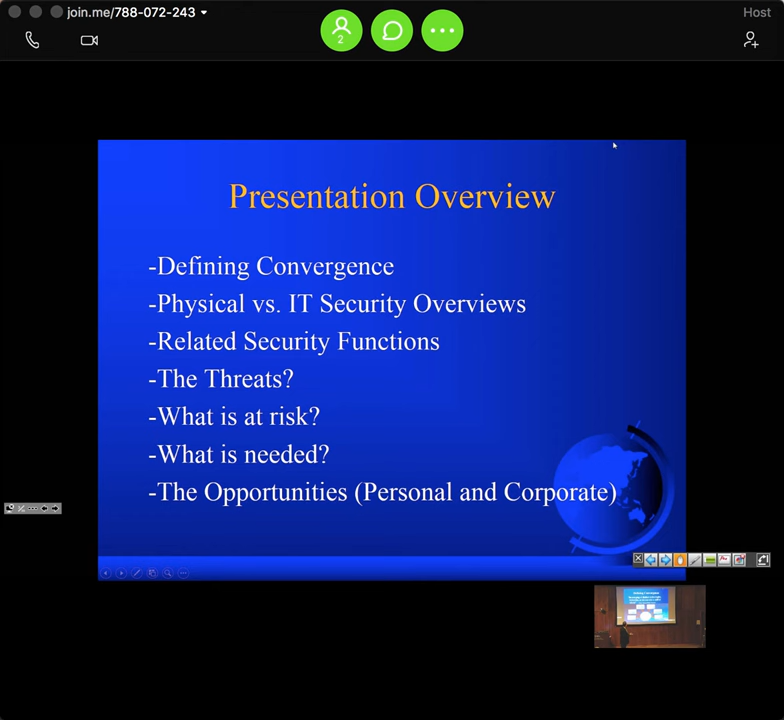 join.me/788-072-243
Host
2
Presentation Overview
-Defining Convergence
-Physical vs. IT Security Overviews
-Related Security Functions
-The Threats?
-What is at risk?
-What is needed?
-The Opportunities (Personal and Corporate)